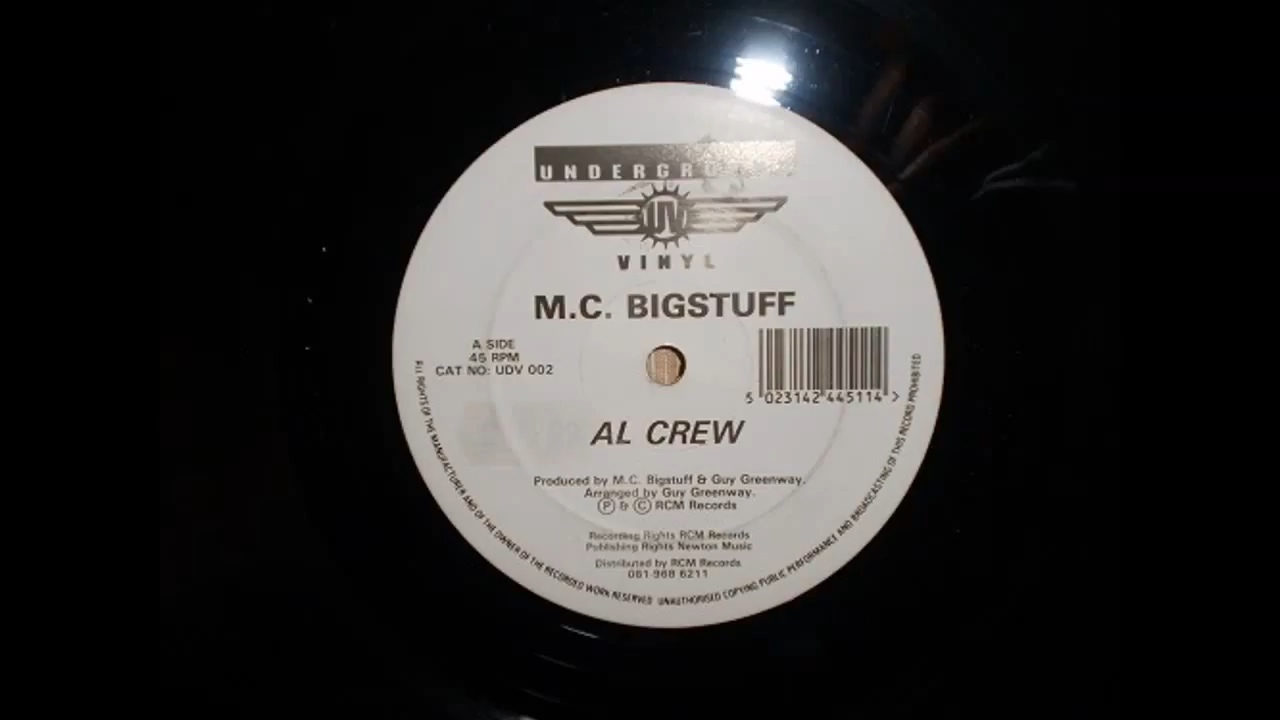 UNDERGROUND
UV
VINYL
M.C. BIGSTUFF
A SIDE
45 RPM
CAT NO: UDV 002
5 023142 445114 >
AL CREW
Produced by M.C. Bigstuff & Guy Greenway.
Arranged by Guy Greenway.
Ⓟ & Ⓒ RCM Records
Recording Rights RCM Records
Publishing Rights Newton Music
Distributed by RCM Records
061-968 6211
ALL RIGHTS OF THE MANUFACTURER AND OF THE OWNER OF THE RECORDED WORK RESERVED UNAUTHORISED COPYING PUBLIC PERFORMANCE AND BROADCASTING OF THIS RECORD PROHIBITED